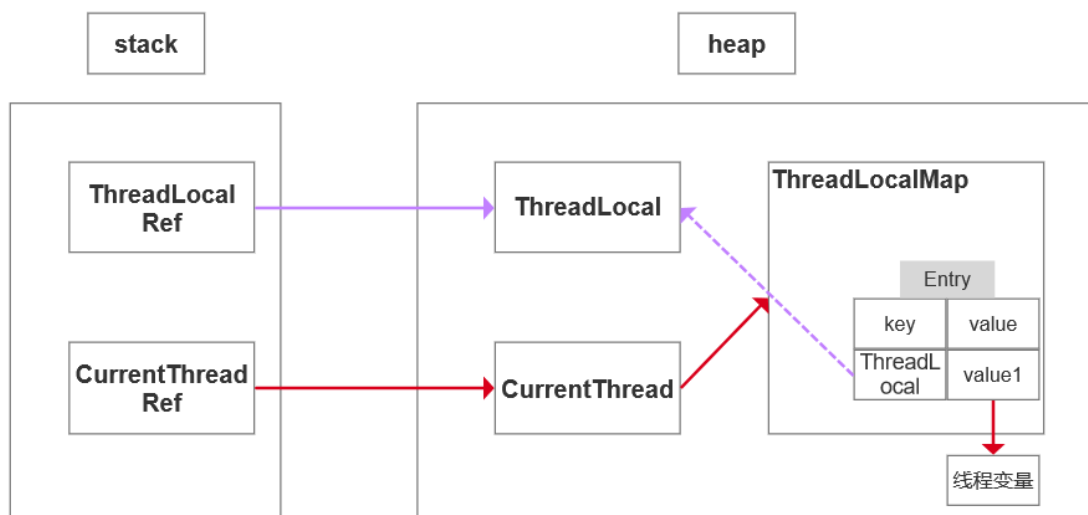 stack
heap
ThreadLocal
Ref
ThreadLocal
ThreadLocalMap
Entry
key
value
ThreadL
ocal
value1
CurrentThread
Ref
CurrentThread
线程变量